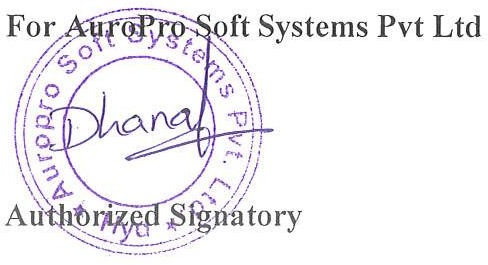 For AuroPro Soft Systems Pvt Ltd
Auropro Soft Systems Pvt. Ltd.
★ Hyd ★
Authorized Signatory